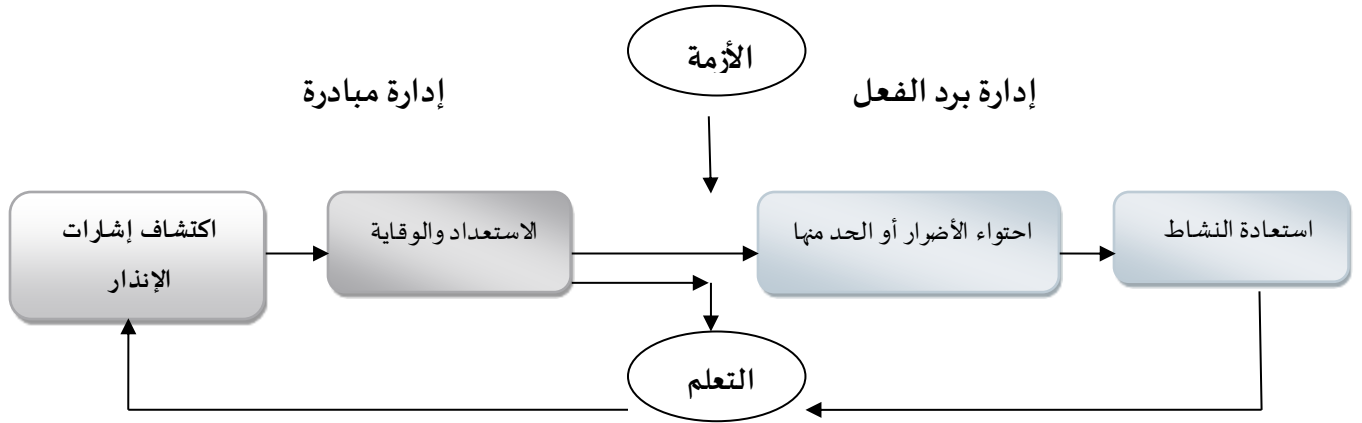 الأزمة
إدارة برد الفعل
إدارة مبادرة
اكتشاف إشارات
الإنذار
الاستعداد والوقاية
احتواء الأضرار أو الحد منها
استعادة النشاط
التعلم